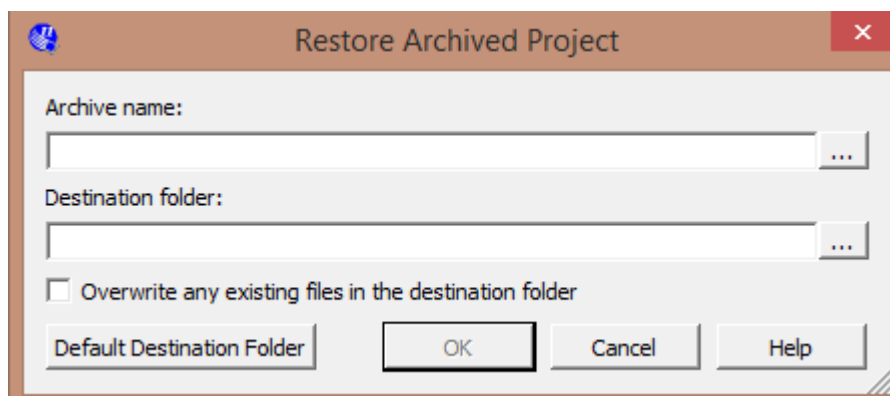 Restore Archived Project
Archive name:
...
Destination folder:
...
Overwrite any existing files in the destination folder
Default Destination Folder OK Cancel Help